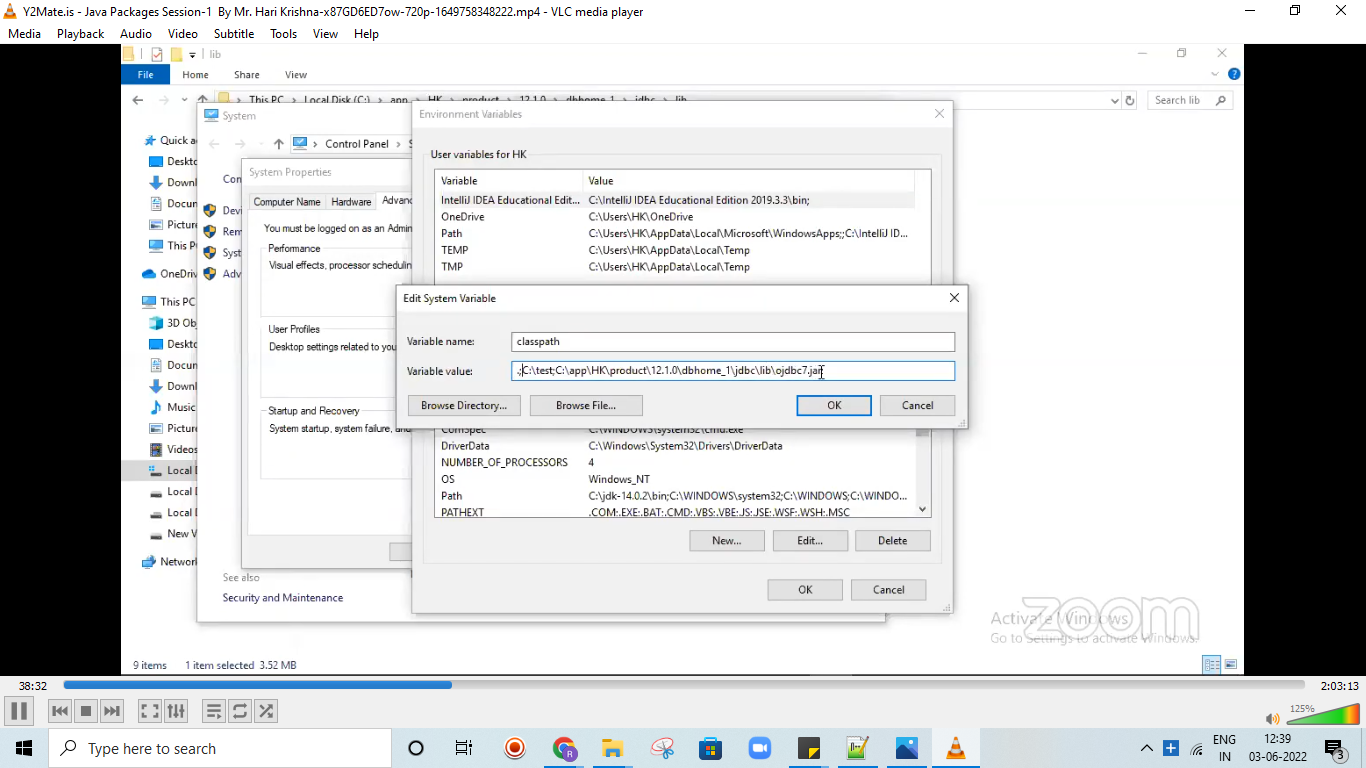 Y2Mate.is - Java Packages Session-1 By Mr. Hari Krishna-x87GD6ED7ow-720p-1649758348222.mp4 - VLC media player
Media Playback Audio Video Subtitle Tools View Help
lib
File Home Share View
This PC Local Disk (C:) app HK product 12.1.0 dbhome_1 jdbc lib
Search lib
System
Environment Variables
Quick a
Control Panel
User variables for HK
Deskto
System Properties
Variable Value
Con
Downl
Computer Name Hardware Advanc
IntelliJ IDEA Educational Edit... C:\IntelliJ IDEA Educational Edition 2019.3.3\bin;
Docum
Devi
OneDrive C:\Users\HK\OneDrive
Picture
You must be logged on as an Admin
Rem
Path C:\Users\HK\AppData\Local\Microsoft\WindowsApps;;C:\IntelliJ ID...
This P
Performance
Syst
TEMP C:\Users\HK\AppData\Local\Temp
Visual effects, processor schedulin
OneDriv
Adv
TMP C:\Users\HK\AppData\Local\Temp
This PC
Edit System Variable
3D Obj
User Profiles
Variable name: classpath
Deskto
Desktop settings related to you
Docum
Variable value: .;C:\test;C:\app\HK\product\12.1.0\dbhome_1\jdbc\lib\ojdbc7.jar
Downl
Music
Startup and Recovery
Browse Directory... Browse File... OK Cancel
Picture
System startup, system failure, and
ComSpec C:\WINDOWS\system32\cmd.exe
Videos
DriverData C:\Windows\System32\Drivers\DriverData
Local D
NUMBER_OF_PROCESSORS 4
OS Windows_NT
Local D
Path C:\jdk-14.0.2\bin;C:\WINDOWS\system32;C:\WINDOWS;C:\WINDO...
Local D
PATHEXT .COM;.EXE;.BAT;.CMD;.VBS;.VBE;.JS;.JSE;.WSF;.WSH;.MSC
New V
New... Edit... Delete
Network
See also
OK Cancel
Security and Maintenance
zoom
Activate Windows
Go to Settings to activate Windows.
9 items 1 item selected 3.52 MB
38:32 2:03:13
125%
Type here to search
ENG
IN
12:39
03-06-2022
3